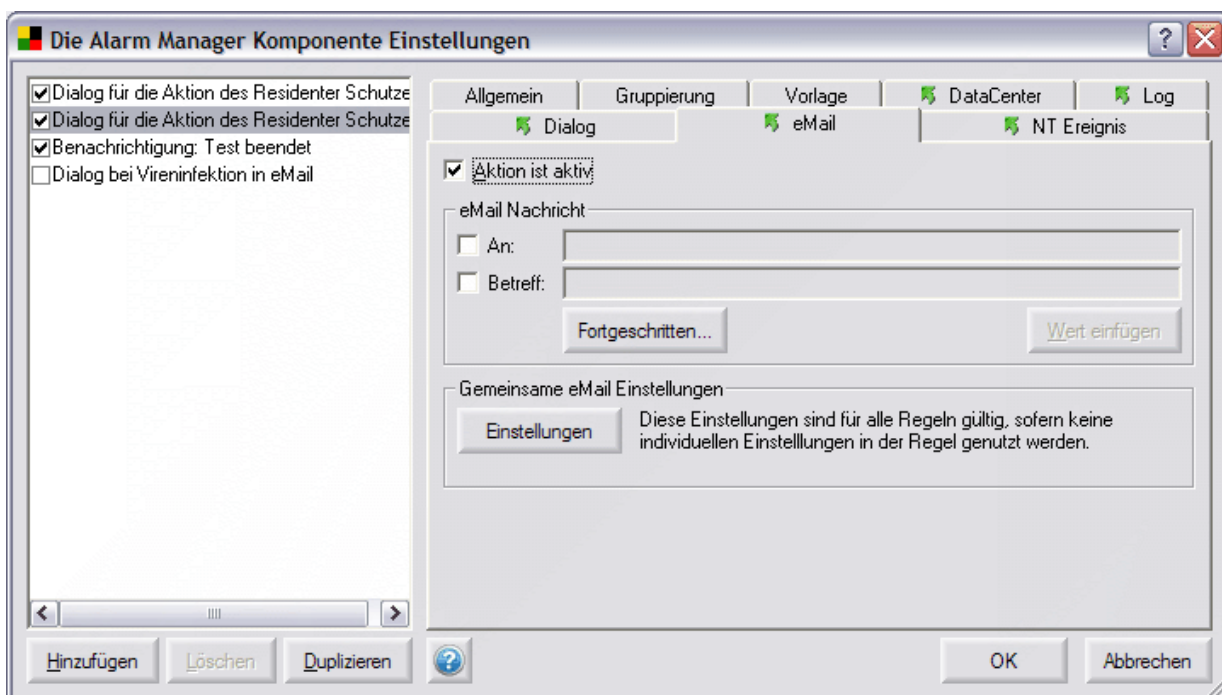 Die Alarm Manager Komponente Einstellungen
Dialog für die Aktion des Residenter Schutze
Dialog für die Aktion des Residenter Schutze
Benachrichtigung: Test beendet
Dialog bei Vireninfektion in eMail
Allgemein
Gruppierung
Vorlage
DataCenter
Log
Dialog
eMail
NT Ereignis
Aktion ist aktiv
eMail Nachricht
An:
Betreff:
Fortgeschritten...
Wert einfügen
Gemeinsame eMail Einstellungen
Einstellungen
Diese Einstellungen sind für alle Regeln gültig, sofern keine
individuellen Einstelllungen in der Regel genutzt werden.
Hinzufügen
Löschen
Duplizieren
OK
Abbrechen